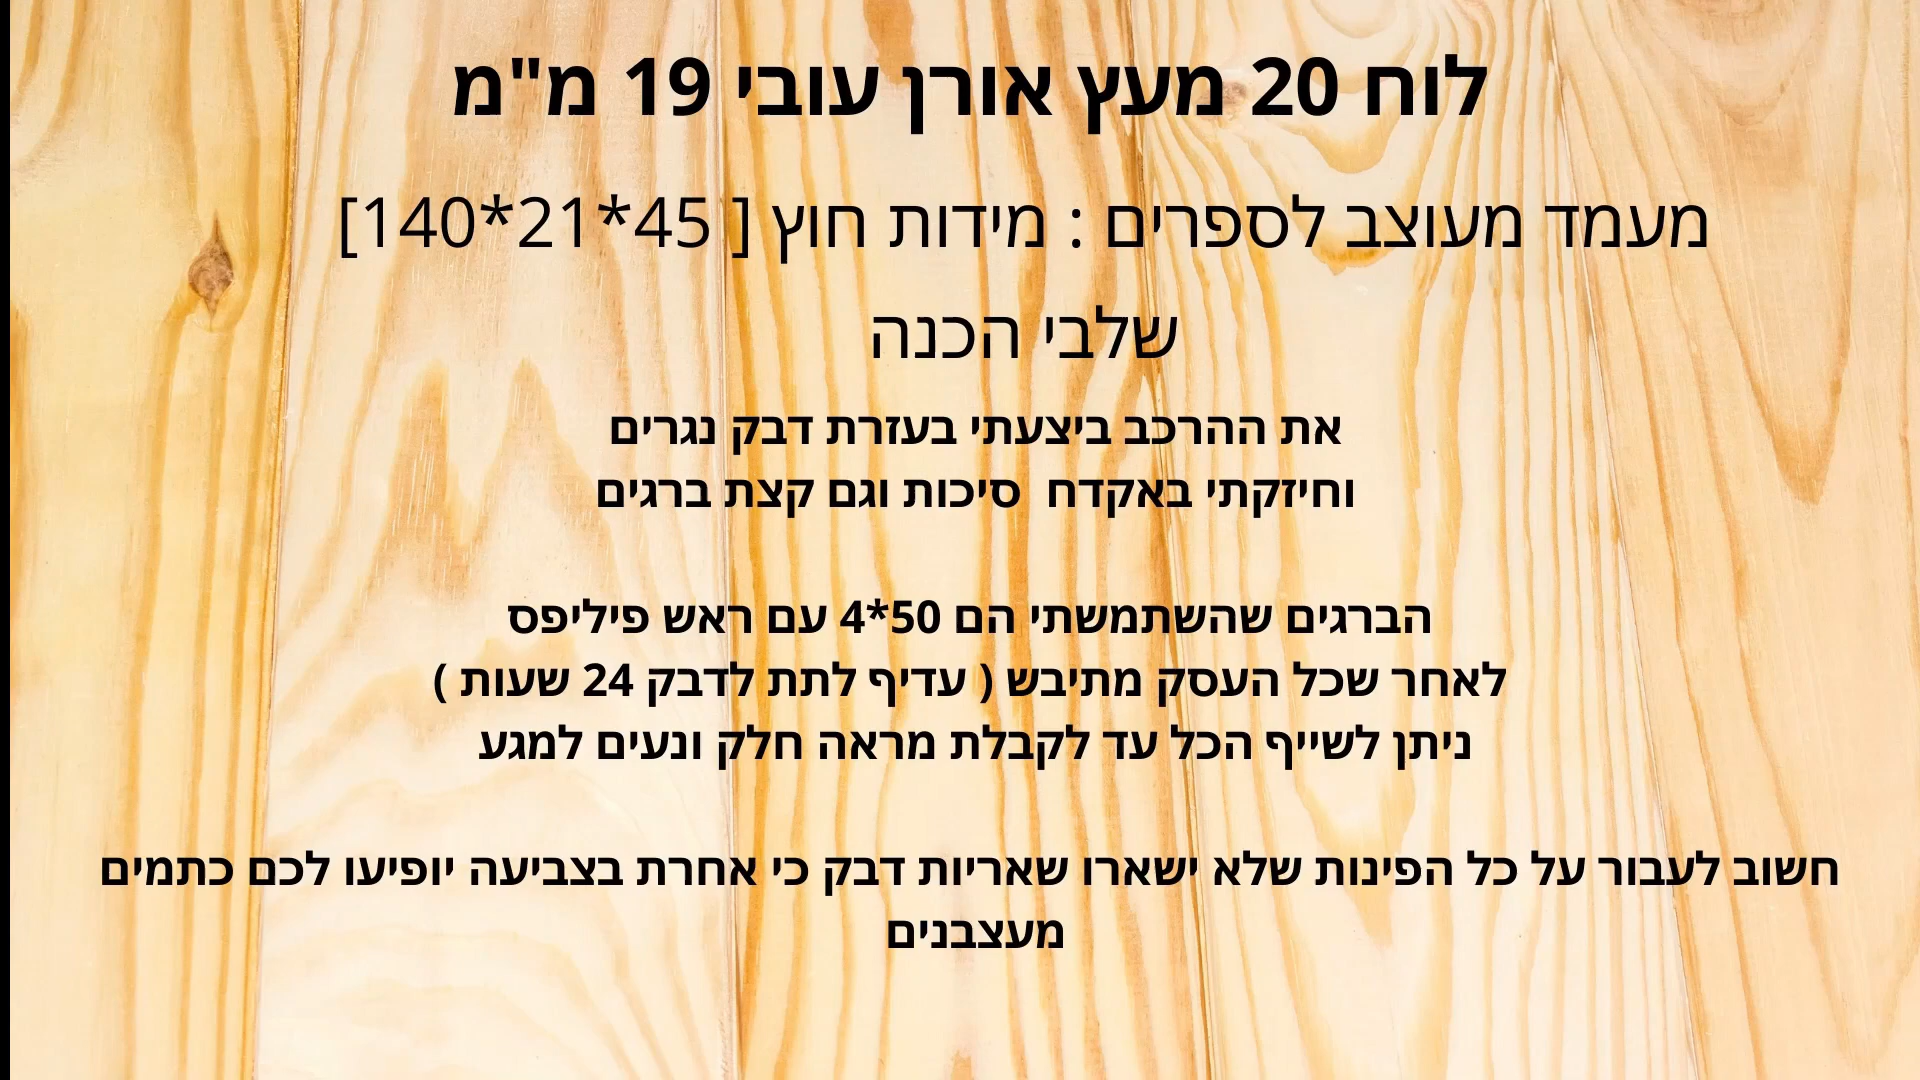 לוח 20 מעץ אורן עובי 19 מ"מ
מעמד מעוצב לספרים : מידות חוץ [ 45*21*140]
שלבי הכנה
את ההרכב ביצעתי בעזרת דבק נגרים
וחיזקתי באקדח  סיכות וגם קצת ברגים
הברגים שהשתמשתי הם 50*4 עם ראש פיליפס
לאחר שכל העסק מתיבש ( עדיף לתת לדבק 24 שעות )
ניתן לשייף הכל עד לקבלת מראה חלק ונעים למגע
חשוב לעבור על כל הפינות שלא ישארו שאריות דבק כי אחרת בצביעה יופיעו לכם כתמים
מעצבנים